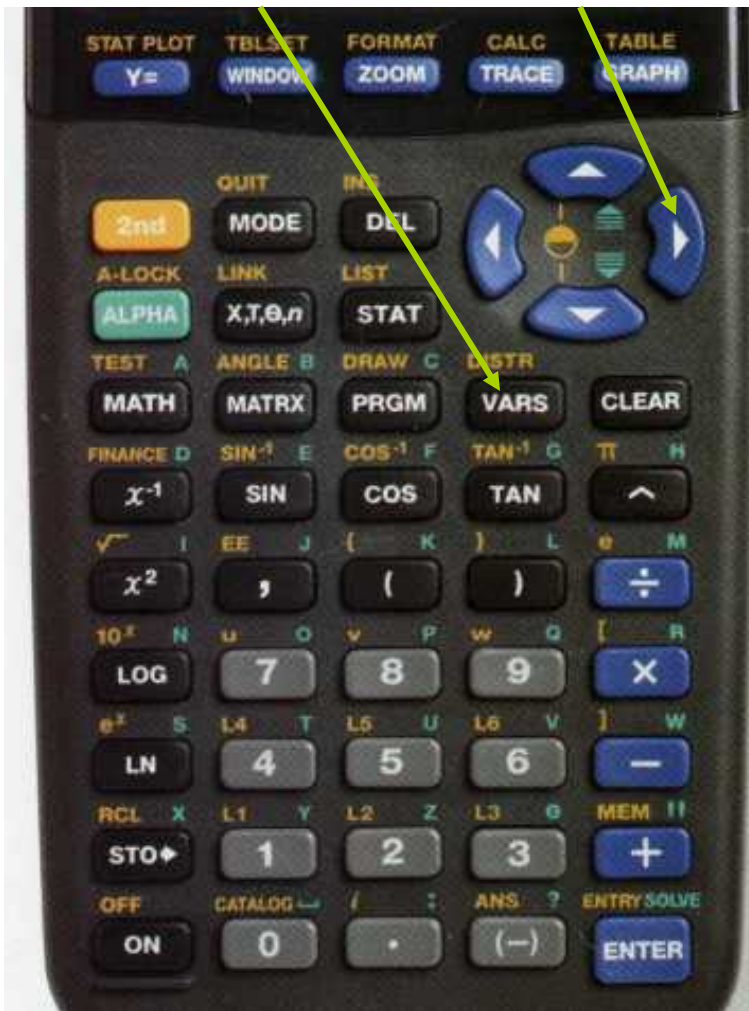 STAT PLOT TBLSET FORMAT CALC TABLE
Y= WINDOW ZOOM TRACE GRAPH
QUIT INS
2nd MODE DEL
A-LOCK LINK LIST
ALPHA X,T,Θ,n STAT
TEST A ANGLE B DRAW C DISTR
MATH MATRX PRGM VARS CLEAR
FINANCE D SIN⁻¹ E COS⁻¹ F TAN⁻¹ G π H
x⁻¹ SIN COS TAN ^
√ I EE J { K } L e M
x² , ( ) ÷
10ˣ N u O v P w Q [ R
LOG 7 8 9 ×
eˣ S L4 T L5 U L6 V ] W
LN 4 5 6 −
RCL X L1 Y L2 Z L3 θ MEM "
STO▸ 1 2 3 +
OFF CATALOG ⎵ i : ANS ? ENTRY SOLVE
ON 0 . (−) ENTER